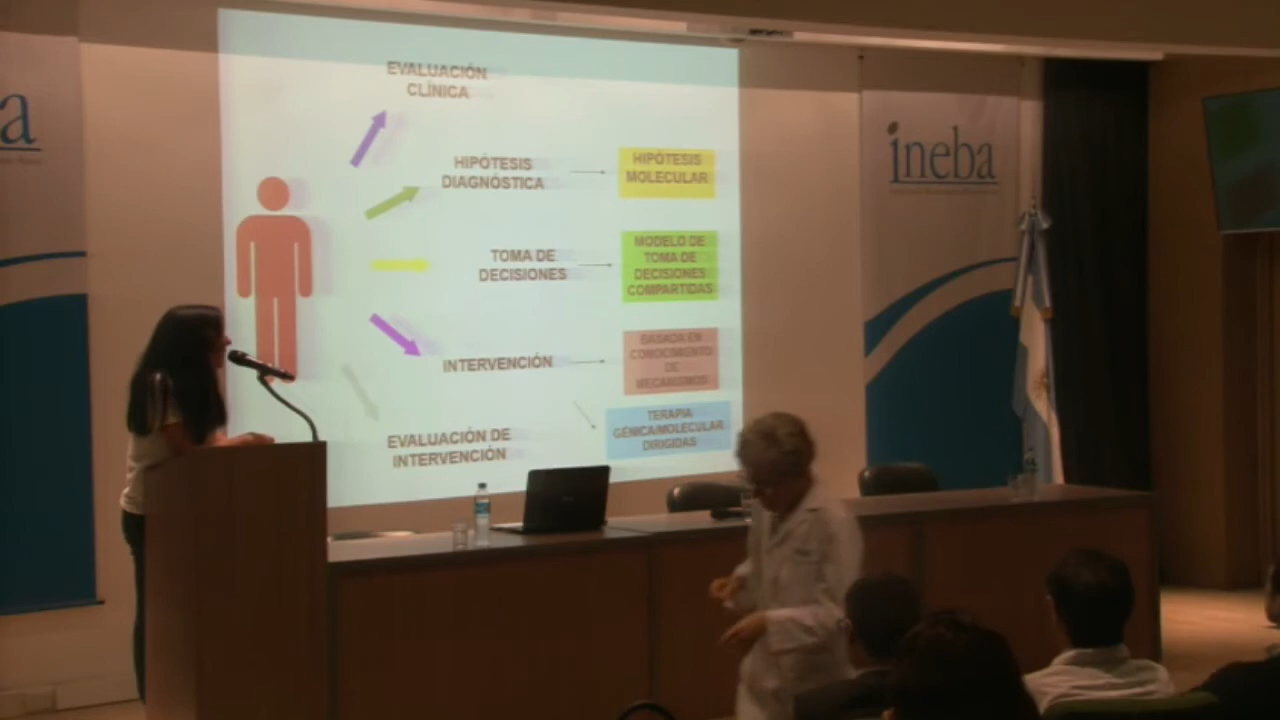 a
EVALUACIÓN
CLÍNICA
HIPÓTESIS
DIAGNÓSTICA
HIPÓTESIS
MOLECULAR
TOMA DE
DECISIONES
MODELO DE
TOMA DE
DECISIONES
COMPARTIDAS
INTERVENCIÓN
BASADA EN
CONOCIMIENTO
DE
MECANISMOS
EVALUACIÓN DE
INTERVENCIÓN
TERAPIA
GÉNICA/MOLECULAR
DIRIGIDAS
ineba